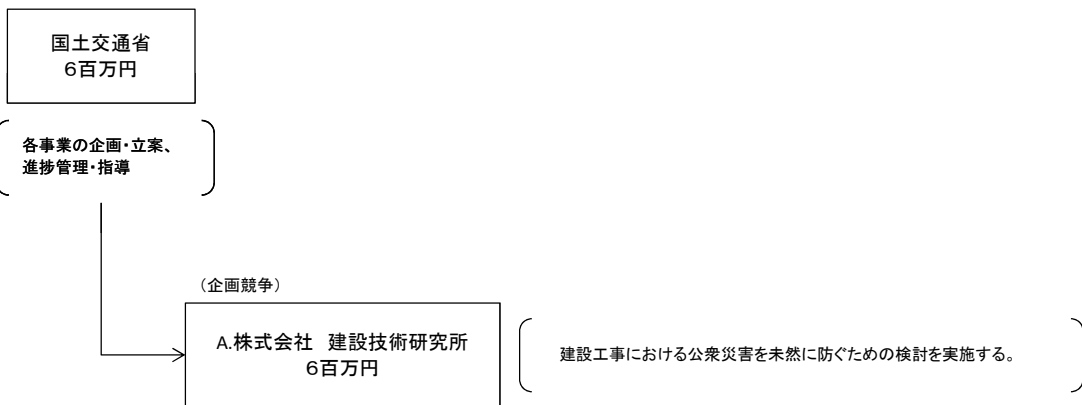 国土交通省
6百万円
各事業の企画・立案、
進捗管理・指導
（企画競争）
A.株式会社　建設技術研究所
6百万円
建設工事における公衆災害を未然に防ぐための検討を実施する。